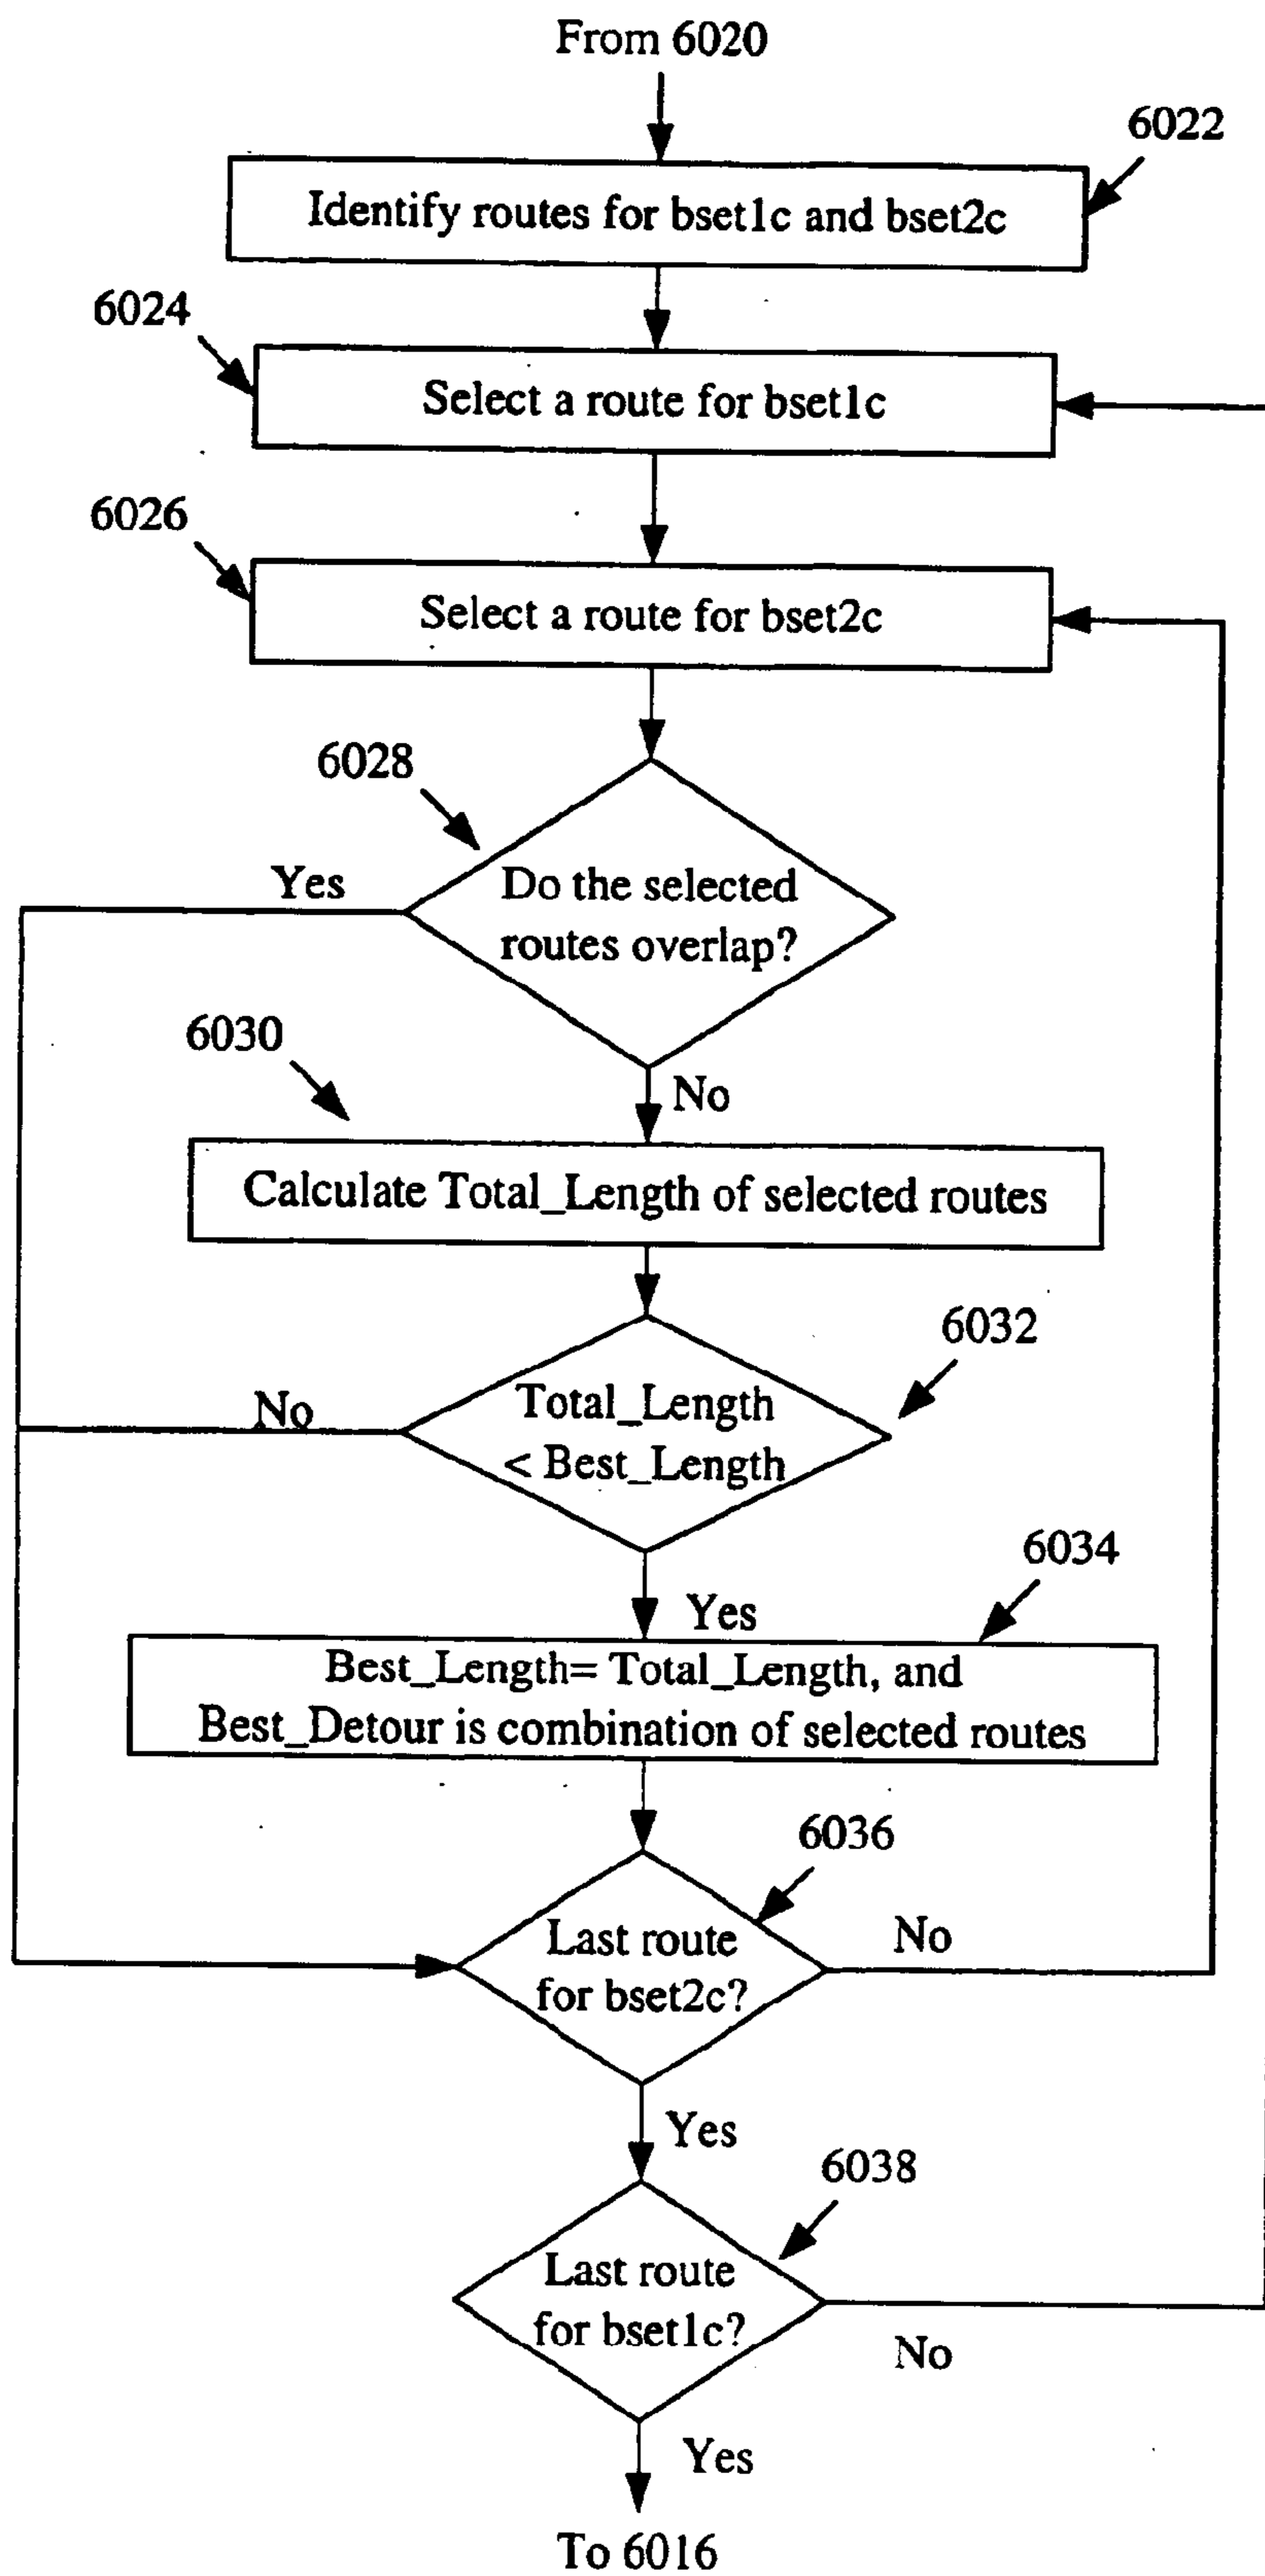 From 6020
6022
Identify routes for bset1c and bset2c
6024
Select a route for bset1c
6026
Select a route for bset2c
6028
Yes
Do the selected
routes overlap?
6030
No
Calculate Total_Length of selected routes
6032
No
Total_Length
< Best_Length
6034
Yes
Best_Length= Total_Length, and
Best_Detour is combination of selected routes
6036
Last route
for bset2c?
No
Yes
6038
Last route
for bset1c?
No
Yes
To 6016